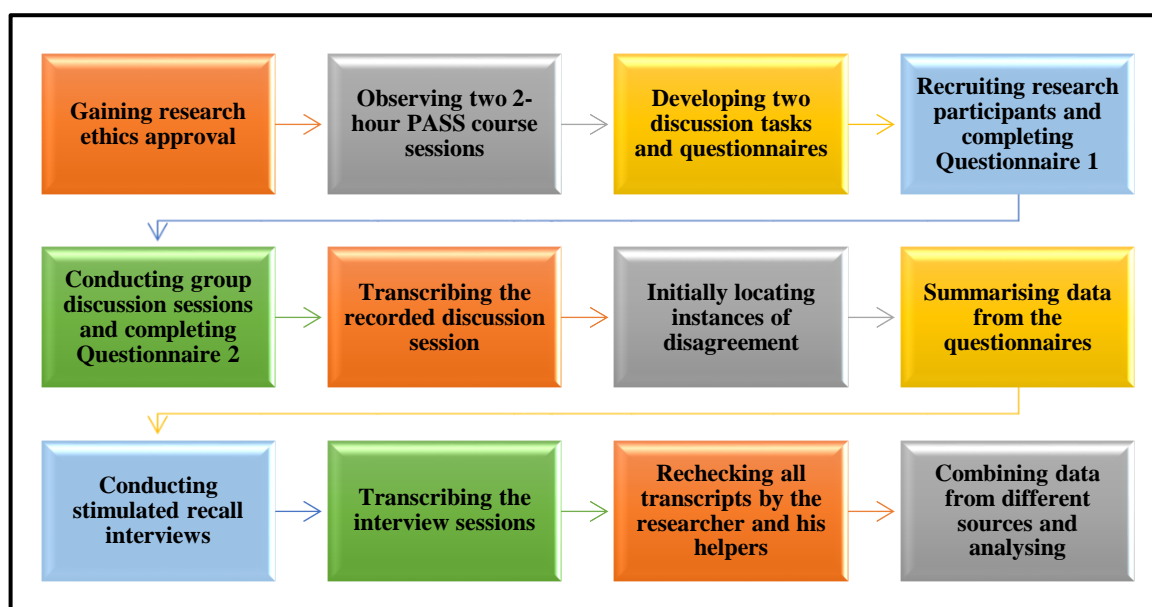 Gaining research
ethics approval
Observing two 2-
hour PASS course
sessions
Developing two
discussion tasks
and questionnaires
Recruiting research
participants and
completing
Questionnaire 1
Conducting group
discussion sessions
and completing
Questionnaire 2
Transcribing the
recorded discussion
session
Initially locating
instances of
disagreement
Summarising data
from the
questionnaires
Conducting
stimulated recall
interviews
Transcribing the
interview sessions
Rechecking all
transcripts by the
researcher and his
helpers
Combining data
from different
sources and
analysing